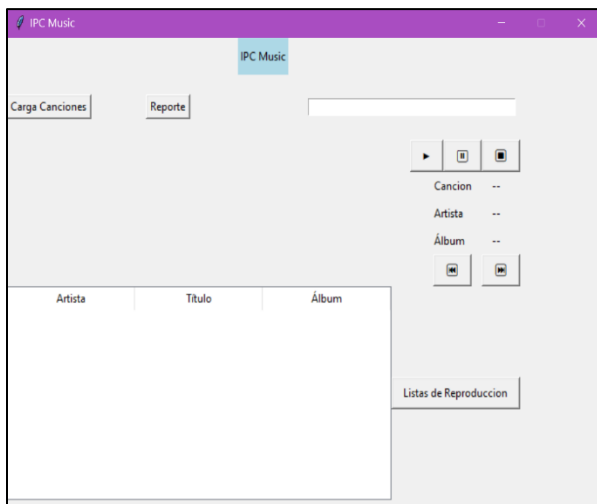 IPC Music
IPC Music
Carga Canciones Reporte
Cancion --
Artista --
Álbum --
Artista Título Álbum
Listas de Reproduccion